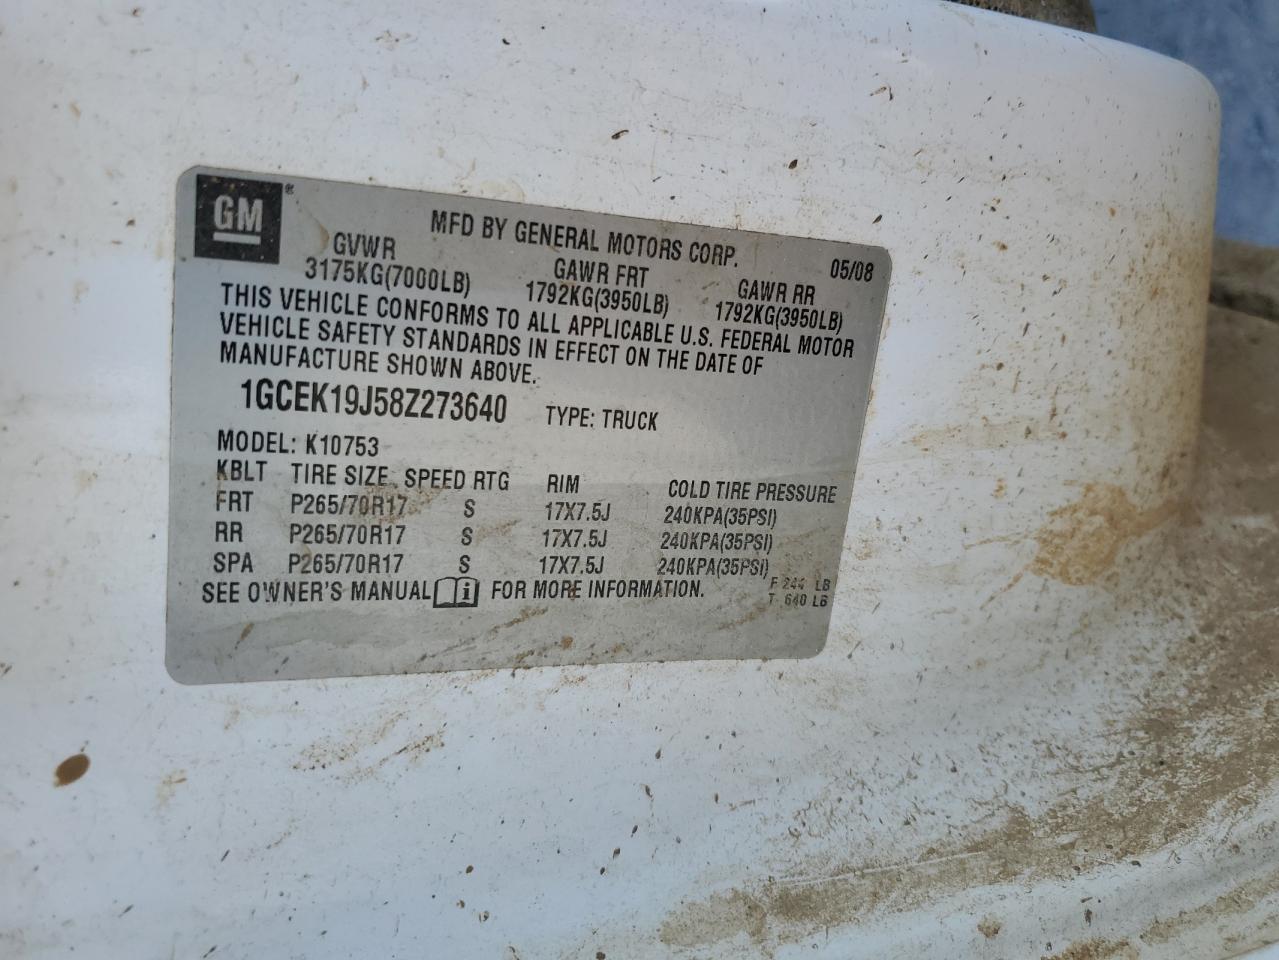 GM ®
MFD BY GENERAL MOTORS CORP. 05/08
GVWR GAWR FRT GAWR RR
3175KG(7000LB) 1792KG(3950LB) 1792KG(3950LB)
THIS VEHICLE CONFORMS TO ALL APPLICABLE U.S. FEDERAL MOTOR
VEHICLE SAFETY STANDARDS IN EFFECT ON THE DATE OF
MANUFACTURE SHOWN ABOVE.
1GCEK19J58Z273640 TYPE: TRUCK
MODEL: K10753
KBLT TIRE SIZE SPEED RTG RIM COLD TIRE PRESSURE
FRT P265/70R17 S 17X7.5J 240KPA(35PSI)
RR P265/70R17 S 17X7.5J 240KPA(35PSI)
SPA P265/70R17 S 17X7.5J 240KPA(35PSI)
SEE OWNER'S MANUAL i FOR MORE INFORMATION.
F LB
T 640 LB